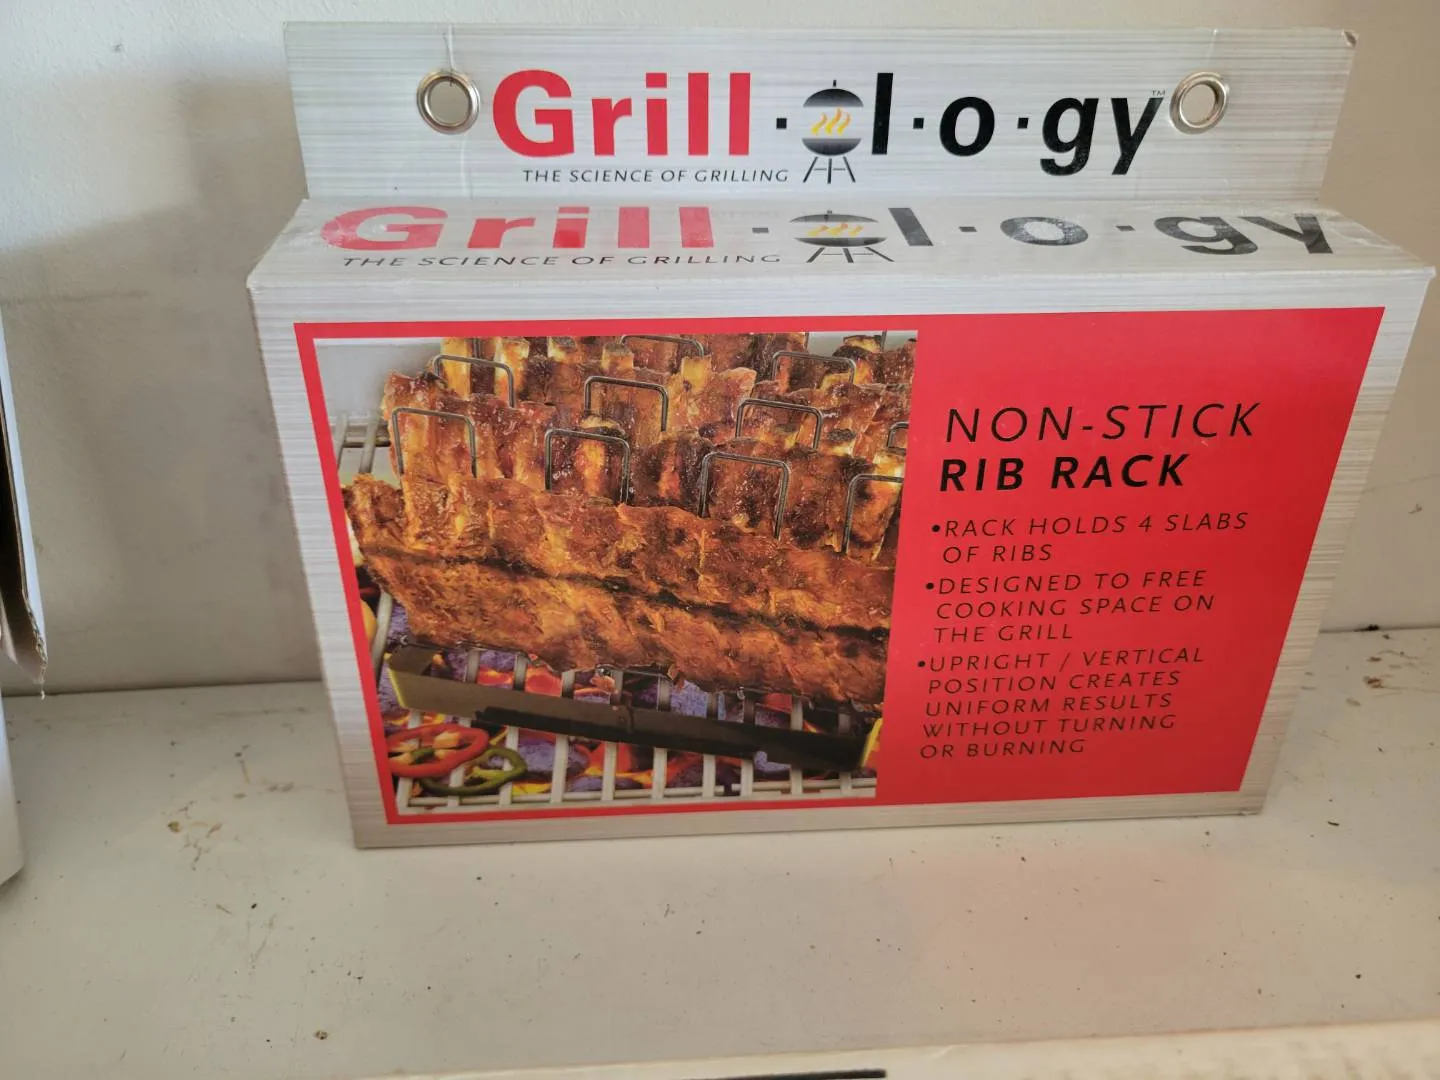 Grill·ol·o·gy™
THE SCIENCE OF GRILLING
Grill·ol·o·gy
THE SCIENCE OF GRILLING
NON-STICK
RIB RACK
•RACK HOLDS 4 SLABS
OF RIBS
•DESIGNED TO FREE
COOKING SPACE ON
THE GRILL
•UPRIGHT / VERTICAL
POSITION CREATES
UNIFORM RESULTS
WITHOUT TURNING
OR BURNING